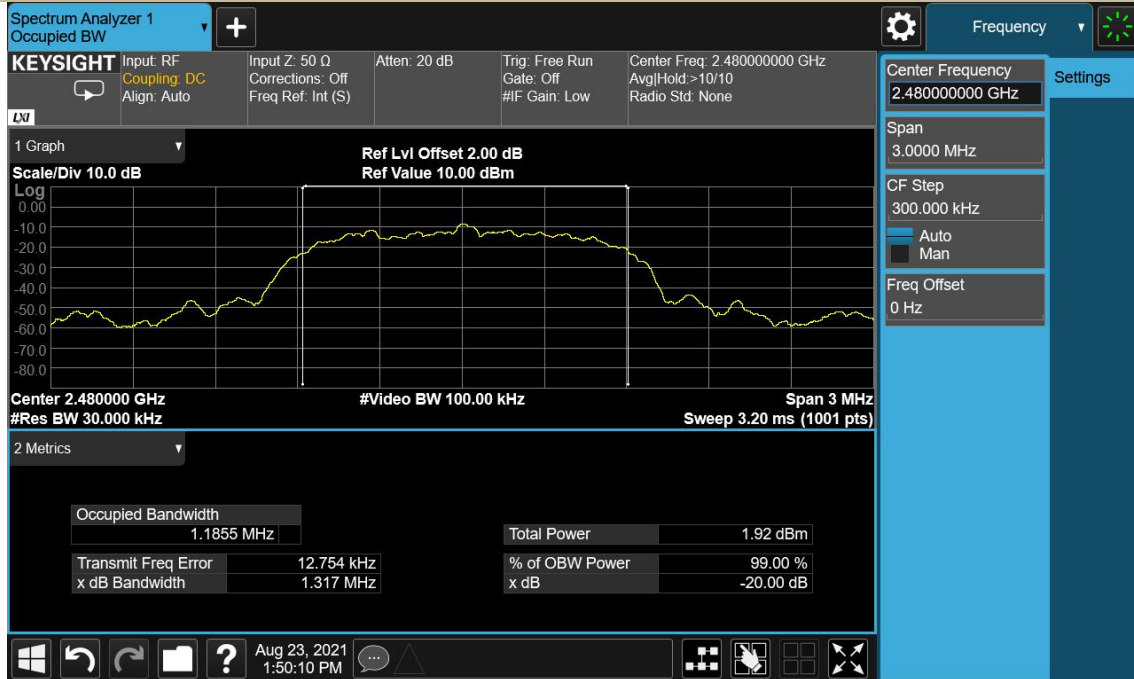 Spectrum Analyzer 1
Occupied BW
+
Frequency
KEYSIGHT
LXI
Input: RF
Coupling: DC
Align: Auto
Input Z: 50 Ω
Corrections: Off
Freq Ref: Int (S)
Atten: 20 dB
Trig: Free Run
Gate: Off
#IF Gain: Low
Center Freq: 2.480000000 GHz
Avg|Hold:>10/10
Radio Std: None
Center Frequency
2.480000000 GHz
Settings
Span
3.0000 MHz
CF Step
300.000 kHz
Auto
Man
Freq Offset
0 Hz
1 Graph
Scale/Div 10.0 dB
Ref Lvl Offset 2.00 dB
Ref Value 10.00 dBm
Log
0.00
-10.0
-20.0
-30.0
-40.0
-50.0
-60.0
-70.0
-80.0
Center 2.480000 GHz
#Video BW 100.00 kHz
Span 3 MHz
#Res BW 30.000 kHz
Sweep 3.20 ms (1001 pts)
2 Metrics
Occupied Bandwidth
1.1855 MHz
Total Power 1.92 dBm
Transmit Freq Error 12.754 kHz
% of OBW Power 99.00 %
x dB Bandwidth 1.317 MHz
x dB -20.00 dB
?
Aug 23, 2021
1:50:10 PM